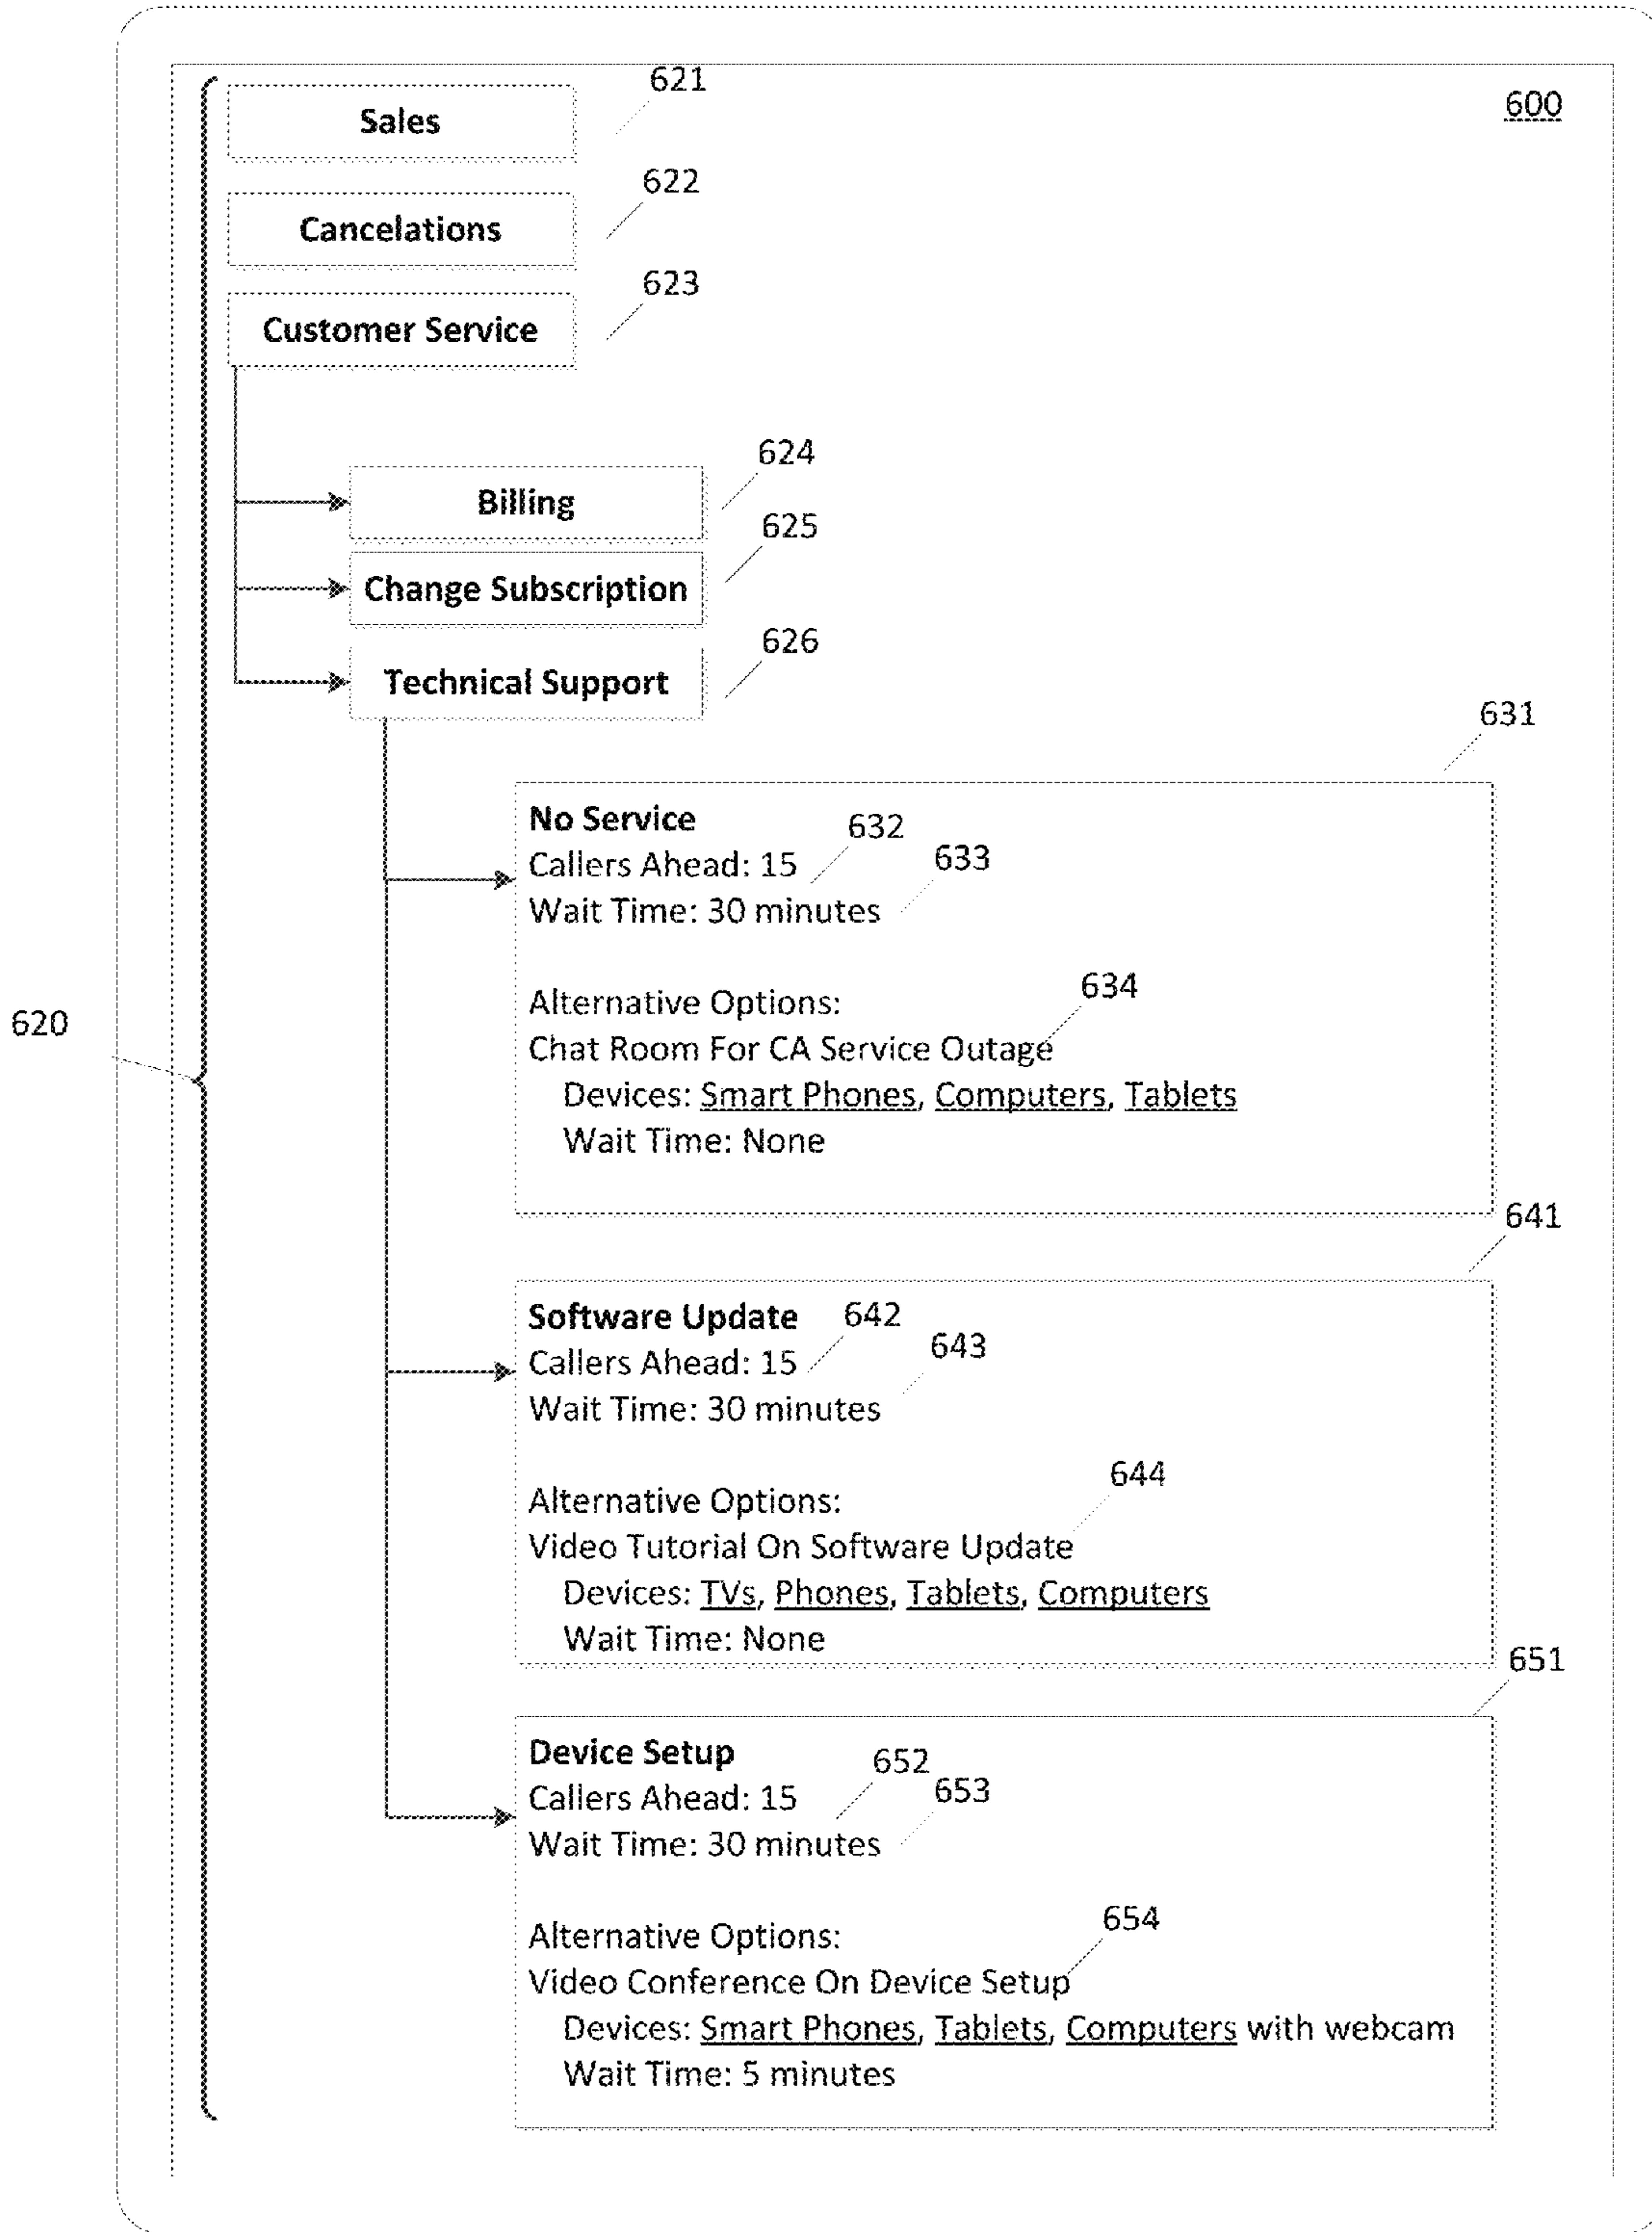 621
Sales
600
622
Cancelations
623
Customer Service
624
Billing
625
Change Subscription
626
Technical Support
631
No Service
632
Callers Ahead: 15
633
Wait Time: 30 minutes
634
Alternative Options:
620
Chat Room For CA Service Outage
Devices: Smart Phones, Computers, Tablets
Wait Time: None
641
Software Update
642
643
Callers Ahead: 15
Wait Time: 30 minutes
644
Alternative Options:
Video Tutorial On Software Update
Devices: TVs, Phones, Tablets, Computers
Wait Time: None
651
Device Setup
652
653
Callers Ahead: 15
Wait Time: 30 minutes
654
Alternative Options:
Video Conference On Device Setup
Devices: Smart Phones, Tablets, Computers with webcam
Wait Time: 5 minutes